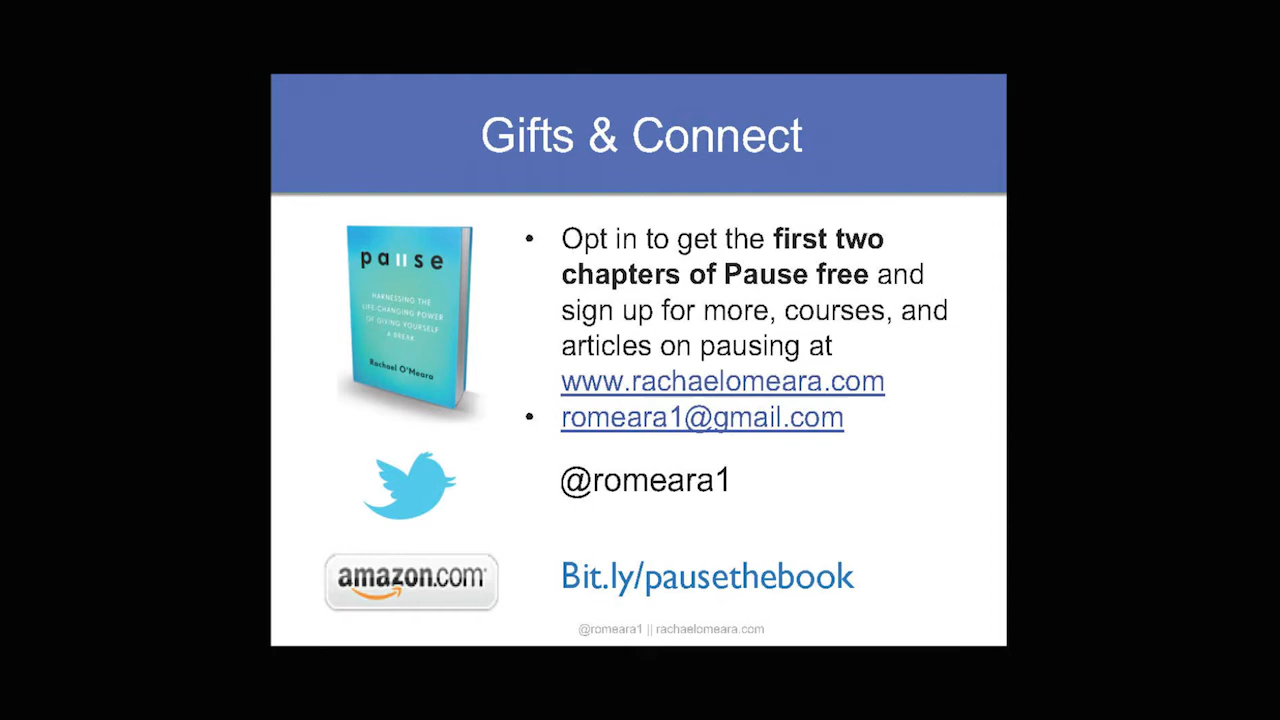 Gifts & Connect
pause
HARNESSING THE
LIFE-CHANGING POWER
OF GIVING YOURSELF
A BREAK
Rachael O'Meara
• Opt in to get the first two
chapters of Pause free and
sign up for more, courses, and
articles on pausing at
www.rachaelomeara.com
• romeara1@gmail.com
@romeara1
amazon.com
Bit.ly/pausethebook
@romeara1 || rachaelomeara.com